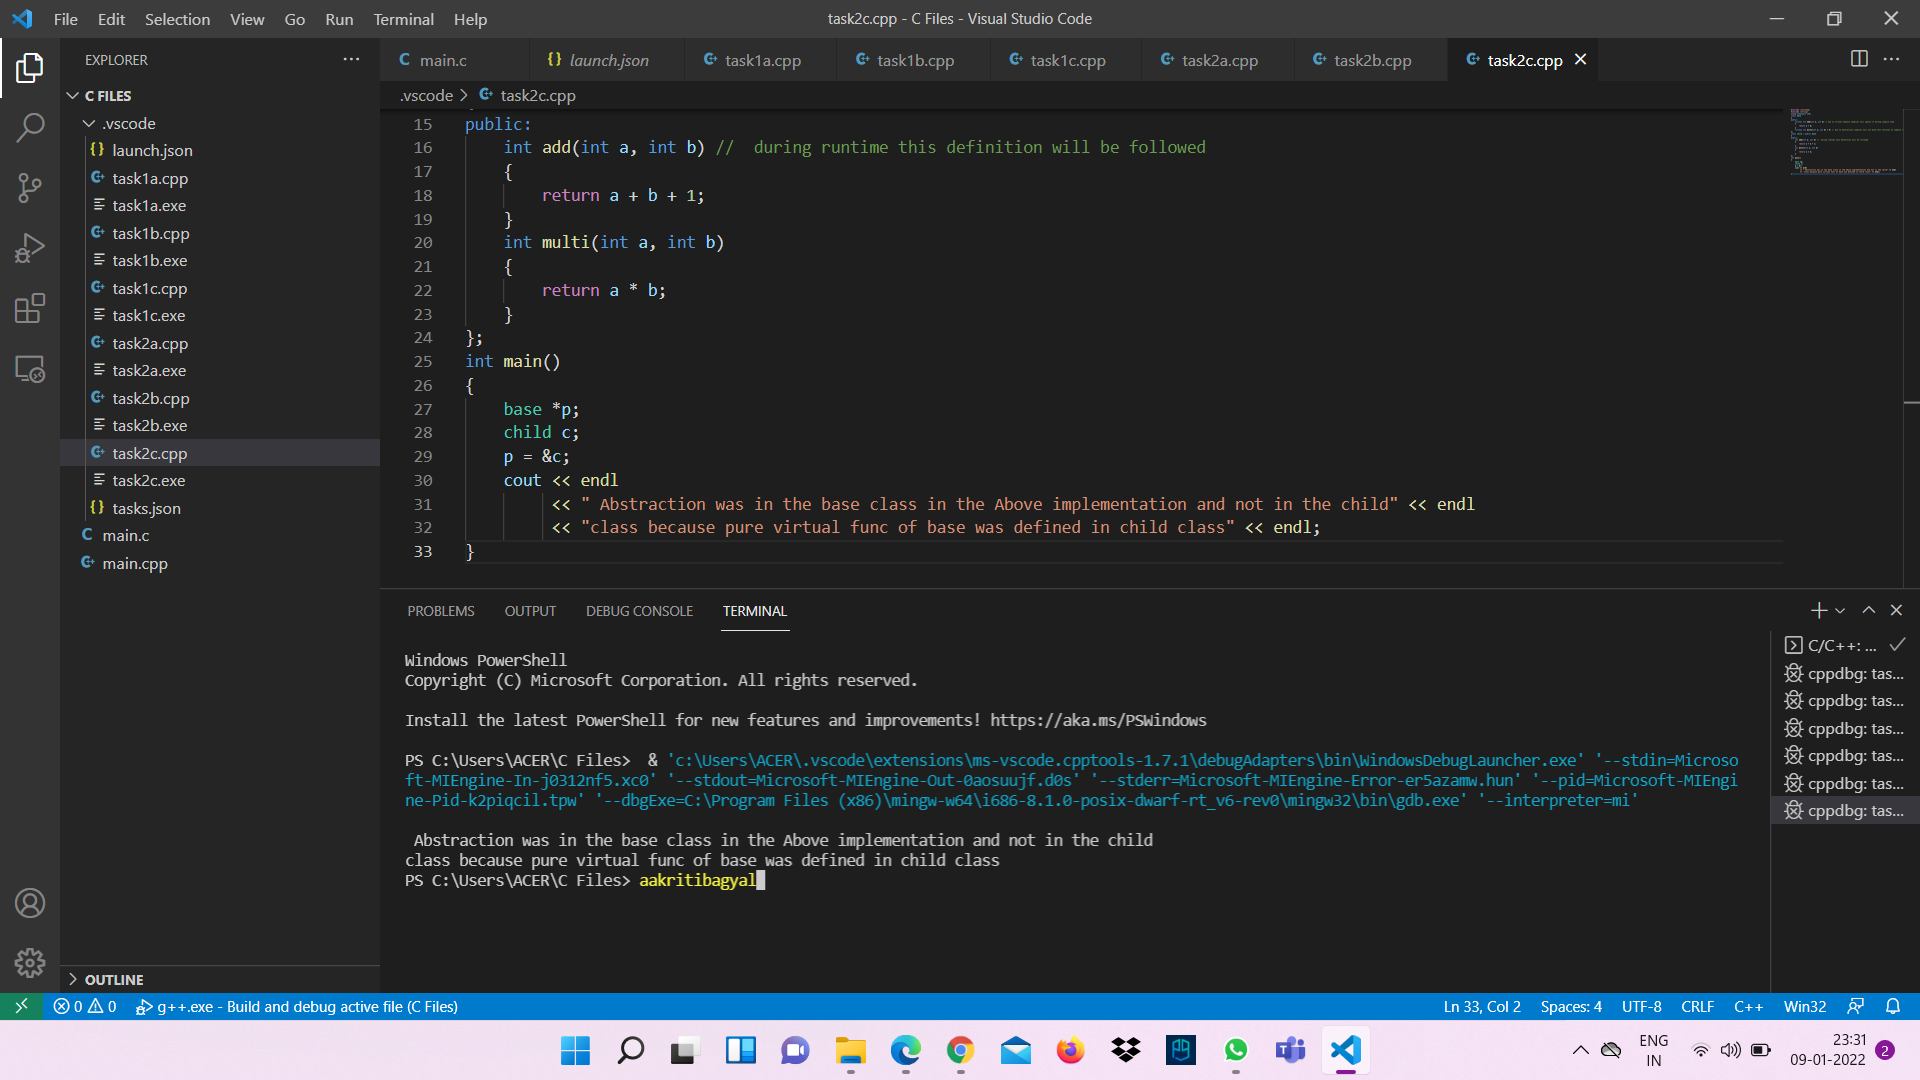 File Edit Selection View Go Run Terminal Help
task2c.cpp - C Files - Visual Studio Code
EXPLORER
C FILES
.vscode
launch.json
task1a.cpp
task1a.exe
task1b.cpp
task1b.exe
task1c.cpp
task1c.exe
task2a.cpp
task2a.exe
task2b.cpp
task2b.exe
task2c.cpp
task2c.exe
tasks.json
main.c
main.cpp
OUTLINE
main.c launch.json task1a.cpp task1b.cpp task1c.cpp task2a.cpp task2b.cpp task2c.cpp
.vscode > task2c.cpp
15 public:
16 int add(int a, int b) //  during runtime this definition will be followed
17 {
18 return a + b + 1;
19 }
20 int multi(int a, int b)
21 {
22 return a * b;
23 }
24 };
25 int main()
26 {
27 base *p;
28 child c;
29 p = &c;
30 cout << endl
31 << " Abstraction was in the base class in the Above implementation and not in the child" << endl
32 << "class because pure virtual func of base was defined in child class" << endl;
33 }
PROBLEMS OUTPUT DEBUG CONSOLE TERMINAL
Windows PowerShell
Copyright (C) Microsoft Corporation. All rights reserved.
Install the latest PowerShell for new features and improvements! https://aka.ms/PSWindows
PS C:\Users\ACER\C Files>  & 'c:\Users\ACER\.vscode\extensions\ms-vscode.cpptools-1.7.1\debugAdapters\bin\WindowsDebugLauncher.exe' '--stdin=Microso
ft-MIEngine-In-j0312nf5.xc0' '--stdout=Microsoft-MIEngine-Out-0aosuujf.d0s' '--stderr=Microsoft-MIEngine-Error-er5azamw.hun' '--pid=Microsoft-MIEngi
ne-Pid-k2piqcil.tpw' '--dbgExe=C:\Program Files (x86)\mingw-w64\i686-8.1.0-posix-dwarf-rt_v6-rev0\mingw32\bin\gdb.exe' '--interpreter=mi'
Abstraction was in the base class in the Above implementation and not in the child
class because pure virtual func of base was defined in child class
PS C:\Users\ACER\C Files> aakritibagyal
C/C++: ...
cppdbg: tas...
cppdbg: tas...
cppdbg: tas...
cppdbg: tas...
cppdbg: tas...
cppdbg: tas...
0 0 g++.exe - Build and debug active file (C Files)
Ln 33, Col 2 Spaces: 4 UTF-8 CRLF C++ Win32
ENG
IN
23:31
09-01-2022
2